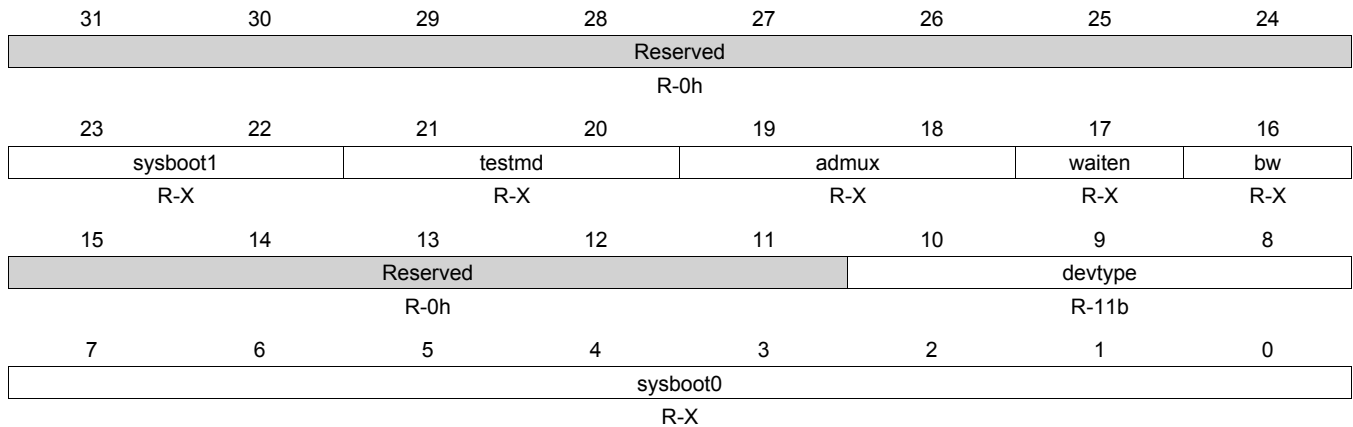 31 30 29 28 27 26 25 24
Reserved
R-0h
23 22 21 20 19 18 17 16
sysboot1 testmd admux waiten bw
R-X R-X R-X R-X R-X
15 14 13 12 11 10 9 8
Reserved devtype
R-0h R-11b
7 6 5 4 3 2 1 0
sysboot0
R-X